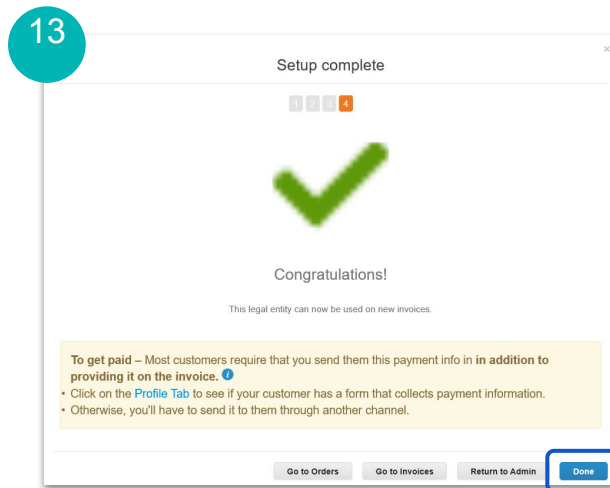 13
Setup complete
1 2 3 4
Congratulations!
This legal entity can now be used on new invoices.
To get paid – Most customers require that you send them this payment info in in addition to
providing it on the invoice. i
• Click on the Profile Tab to see if your customer has a form that collects payment information.
• Otherwise, you'll have to send it to them through another channel.
Go to Orders Go to Invoices Return to Admin Done